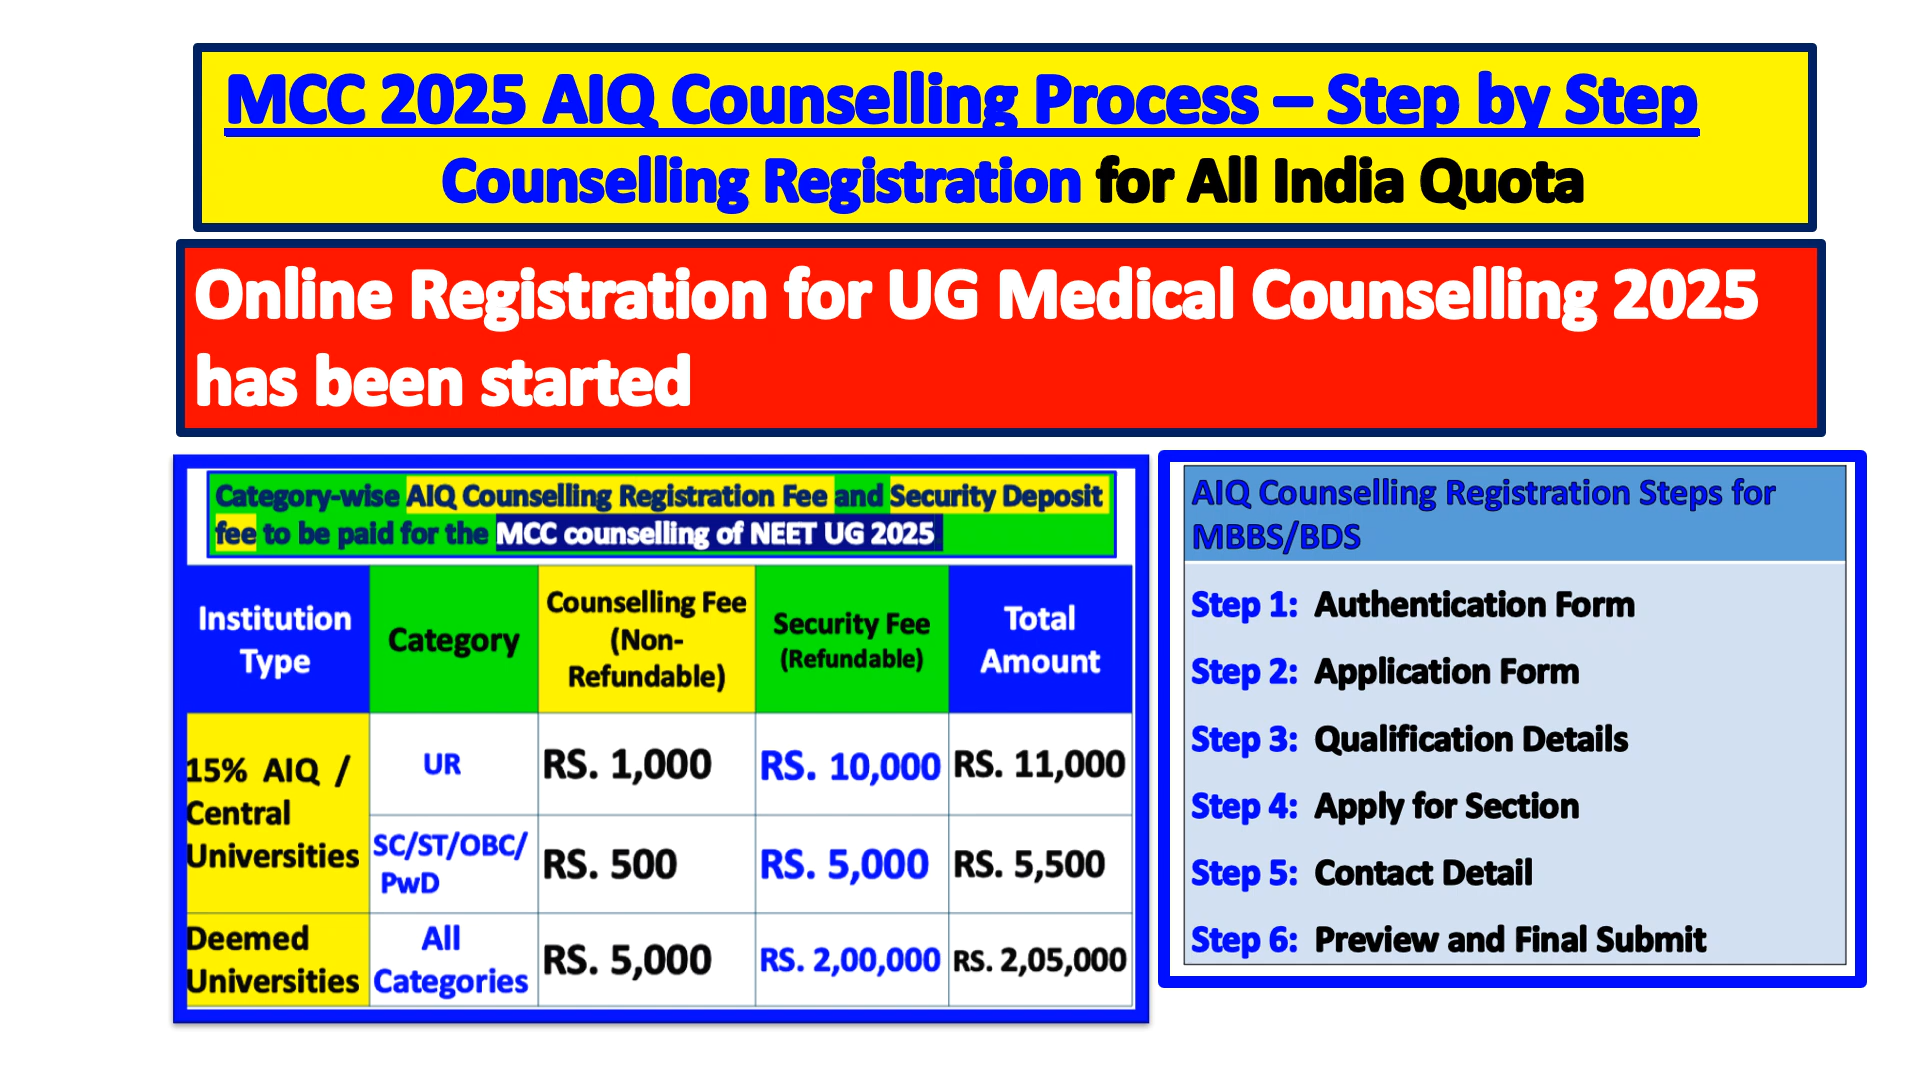 MCC 2025 AIQ Counselling Process – Step by Step
Counselling Registration for All India Quota
Online Registration for UG Medical Counselling 2025
has been started
Category-wise AIQ Counselling Registration Fee and Security Deposit
fee to be paid for the MCC counselling of NEET UG 2025
Institution
Type
Category
Counselling Fee
(Non-
Refundable)
Security Fee
(Refundable)
Total
Amount
15% AIQ /
Central
Universities
UR
RS. 1,000
RS. 10,000
RS. 11,000
SC/ST/OBC/
PwD
RS. 500
RS. 5,000
RS. 5,500
Deemed
Universities
All
Categories
RS. 5,000
RS. 2,00,000
RS. 2,05,000
AIQ Counselling Registration Steps for
MBBS/BDS
Step 1: Authentication Form
Step 2: Application Form
Step 3: Qualification Details
Step 4: Apply for Section
Step 5: Contact Detail
Step 6: Preview and Final Submit